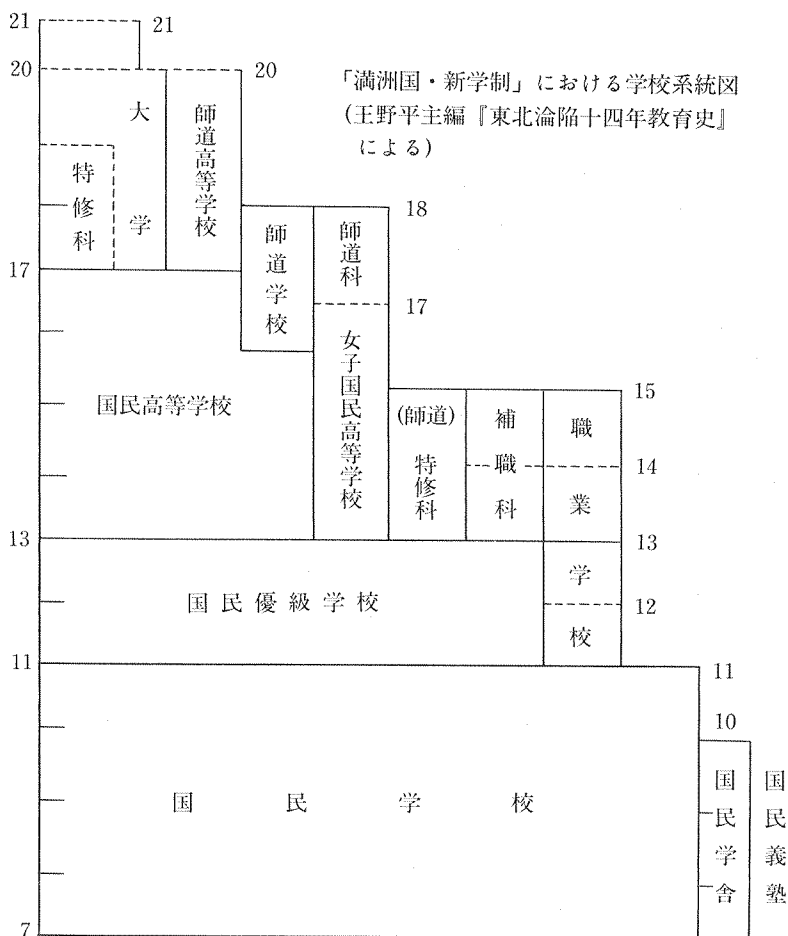 「満洲国・新学制」における学校系統図
(王野平主編『東北淪陥十四年教育史』
による)
21
21
20
20
大学
師道高等学校
特修科
18
師道学校
師道科
17
17
女子国民高等学校
国民高等学校
15
(師道)
特修科
補職科
職業学校
14
13
13
国民優級学校
12
11
11
10
国民学校
国民学舎
国民義塾
7